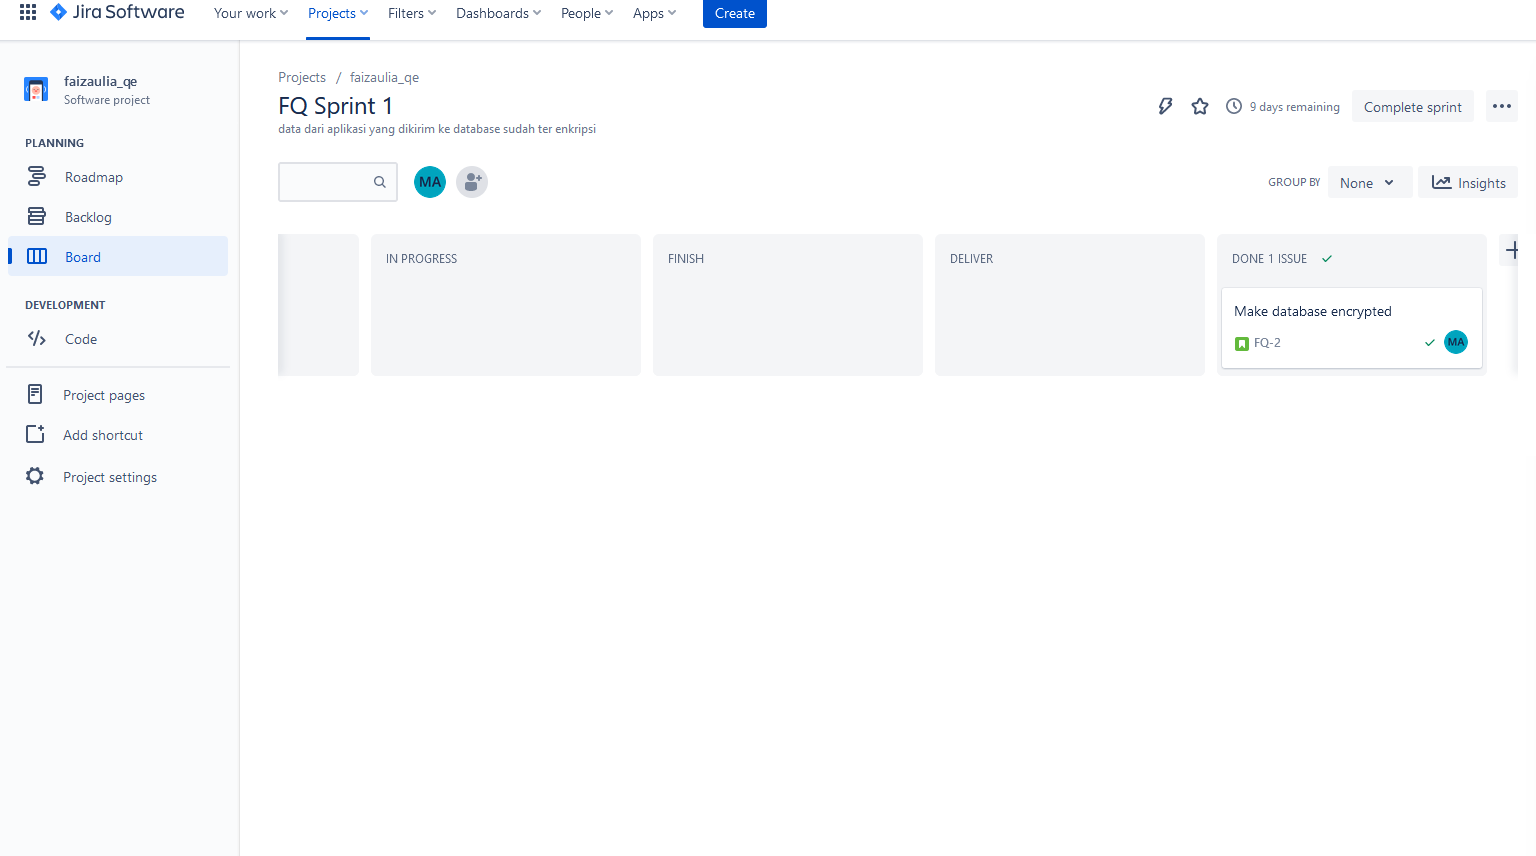 Jira Software
Your work
Projects
Filters
Dashboards
People
Apps
Create
faizaulia_qe
Software project
PLANNING
Roadmap
Backlog
Board
DEVELOPMENT
Code
Project pages
Add shortcut
Project settings
Projects / faizaulia_qe
FQ Sprint 1
data dari aplikasi yang dikirim ke database sudah ter enkripsi
9 days remaining
Complete sprint
MA
GROUP BY
None
Insights
IN PROGRESS
FINISH
DELIVER
DONE 1 ISSUE
Make database encrypted
FQ-2
MA